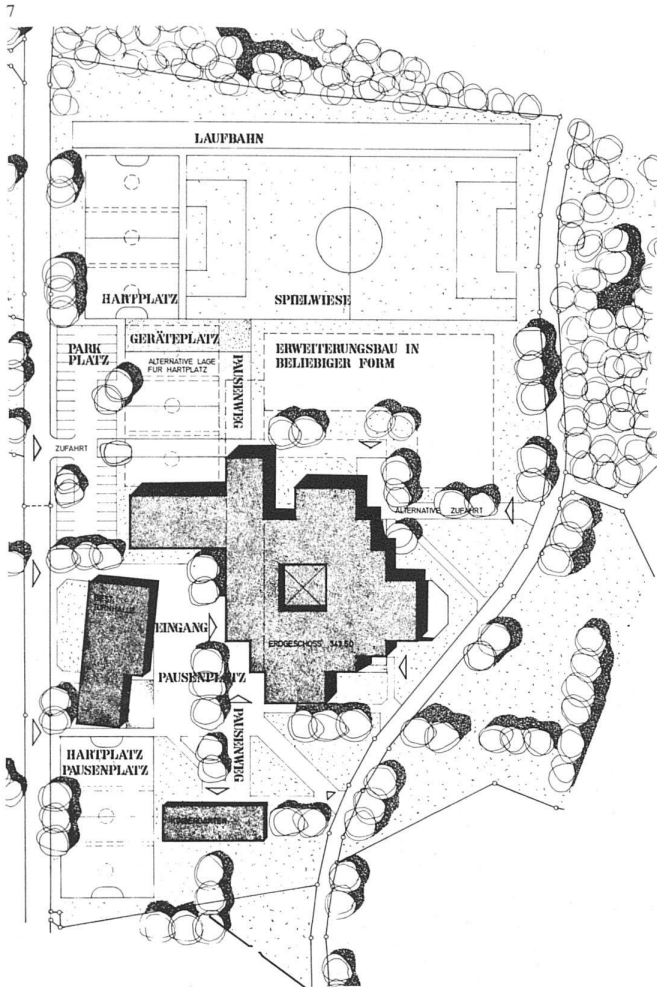 7
LAUFBAHN
HARTPLATZ
SPIELWIESE
GERÄTEPLATZ
PARK
PLATZ
ALTERNATIVE LAGE
FÜR HARTPLATZ
PAUSENWEG
ERWEITERUNGSBAU IN
BELIEBIGER FORM
ZUFAHRT
ALTERNATIVE ZUFAHRT
TURNHALLE
EINGANG
ERDGESCHOSS 343.50
PAUSENPLATZ
PAUSENWEG
HARTPLATZ
PAUSENPLATZ
KINDERGARTEN